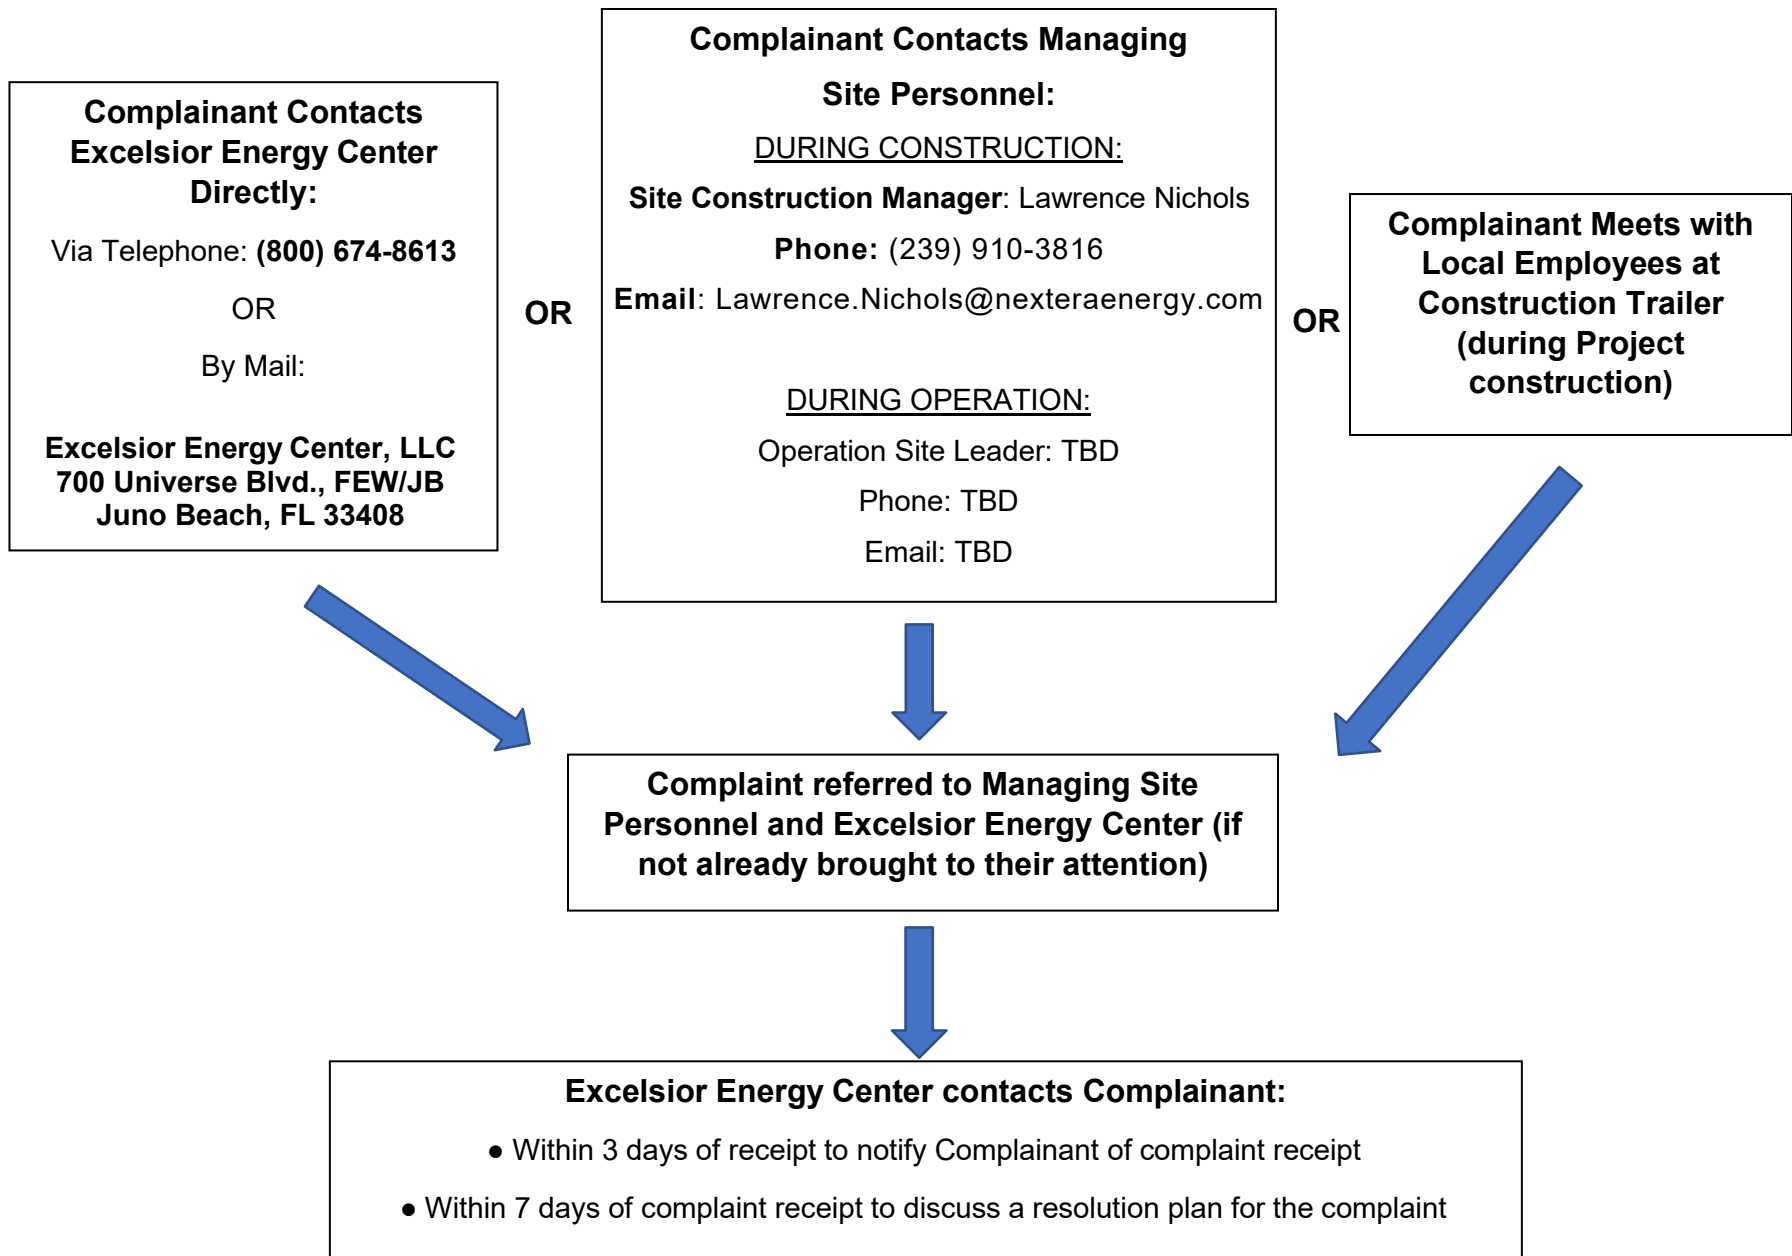 Complainant Contacts
Excelsior Energy Center
Directly:
Via Telephone: (800) 674-8613
OR
By Mail:
Excelsior Energy Center, LLC
700 Universe Blvd., FEW/JB
Juno Beach, FL 33408
OR
Complainant Contacts Managing
Site Personnel:
DURING CONSTRUCTION:
Site Construction Manager: Lawrence Nichols
Phone: (239) 910-3816
Email: Lawrence.Nichols@nexteraenergy.com
DURING OPERATION:
Operation Site Leader: TBD
Phone: TBD
Email: TBD
OR
Complainant Meets with
Local Employees at
Construction Trailer
(during Project
construction)
Complaint referred to Managing Site
Personnel and Excelsior Energy Center (if
not already brought to their attention)
Excelsior Energy Center contacts Complainant:
● Within 3 days of receipt to notify Complainant of complaint receipt
● Within 7 days of complaint receipt to discuss a resolution plan for the complaint